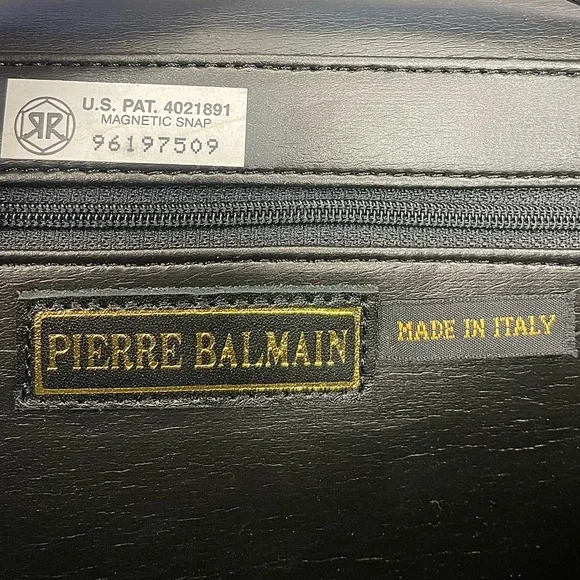 RR
U.S. PAT. 4021891
MAGNETIC SNAP
96197509
PIERRE BALMAIN
MADE IN ITALY